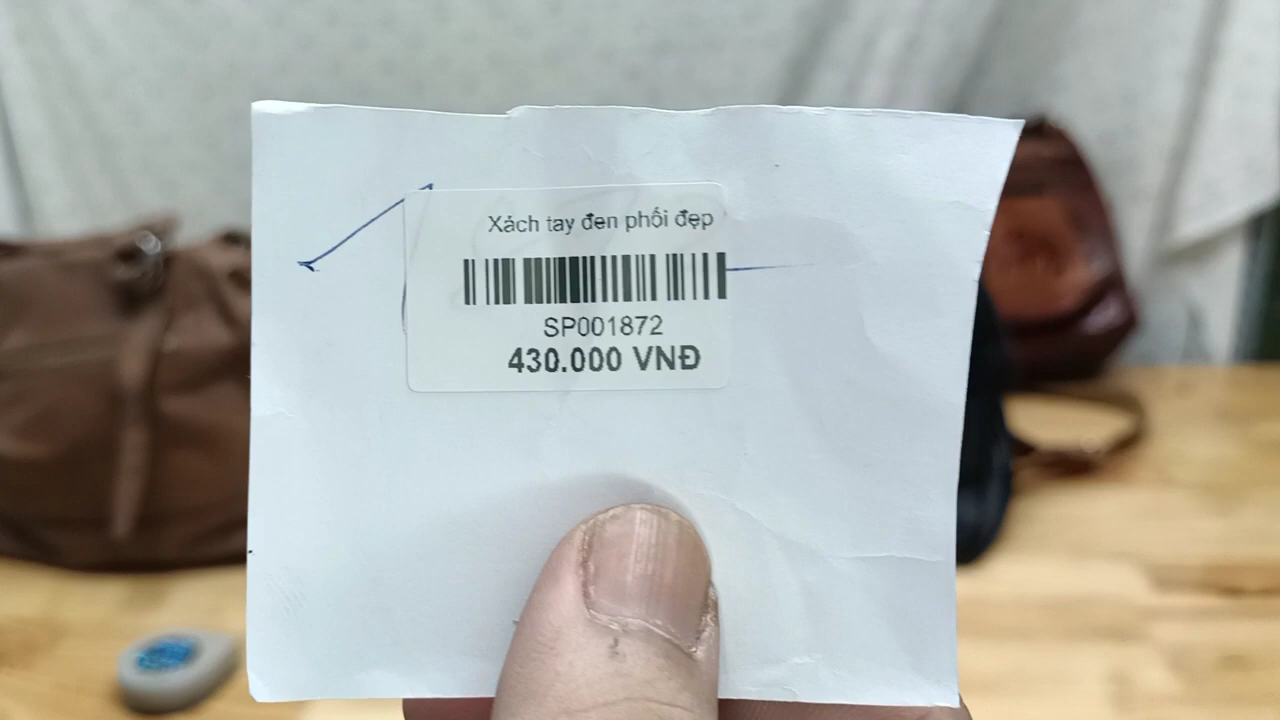 Xách tay đen phối đẹp
SP001872
430.000 VNĐ